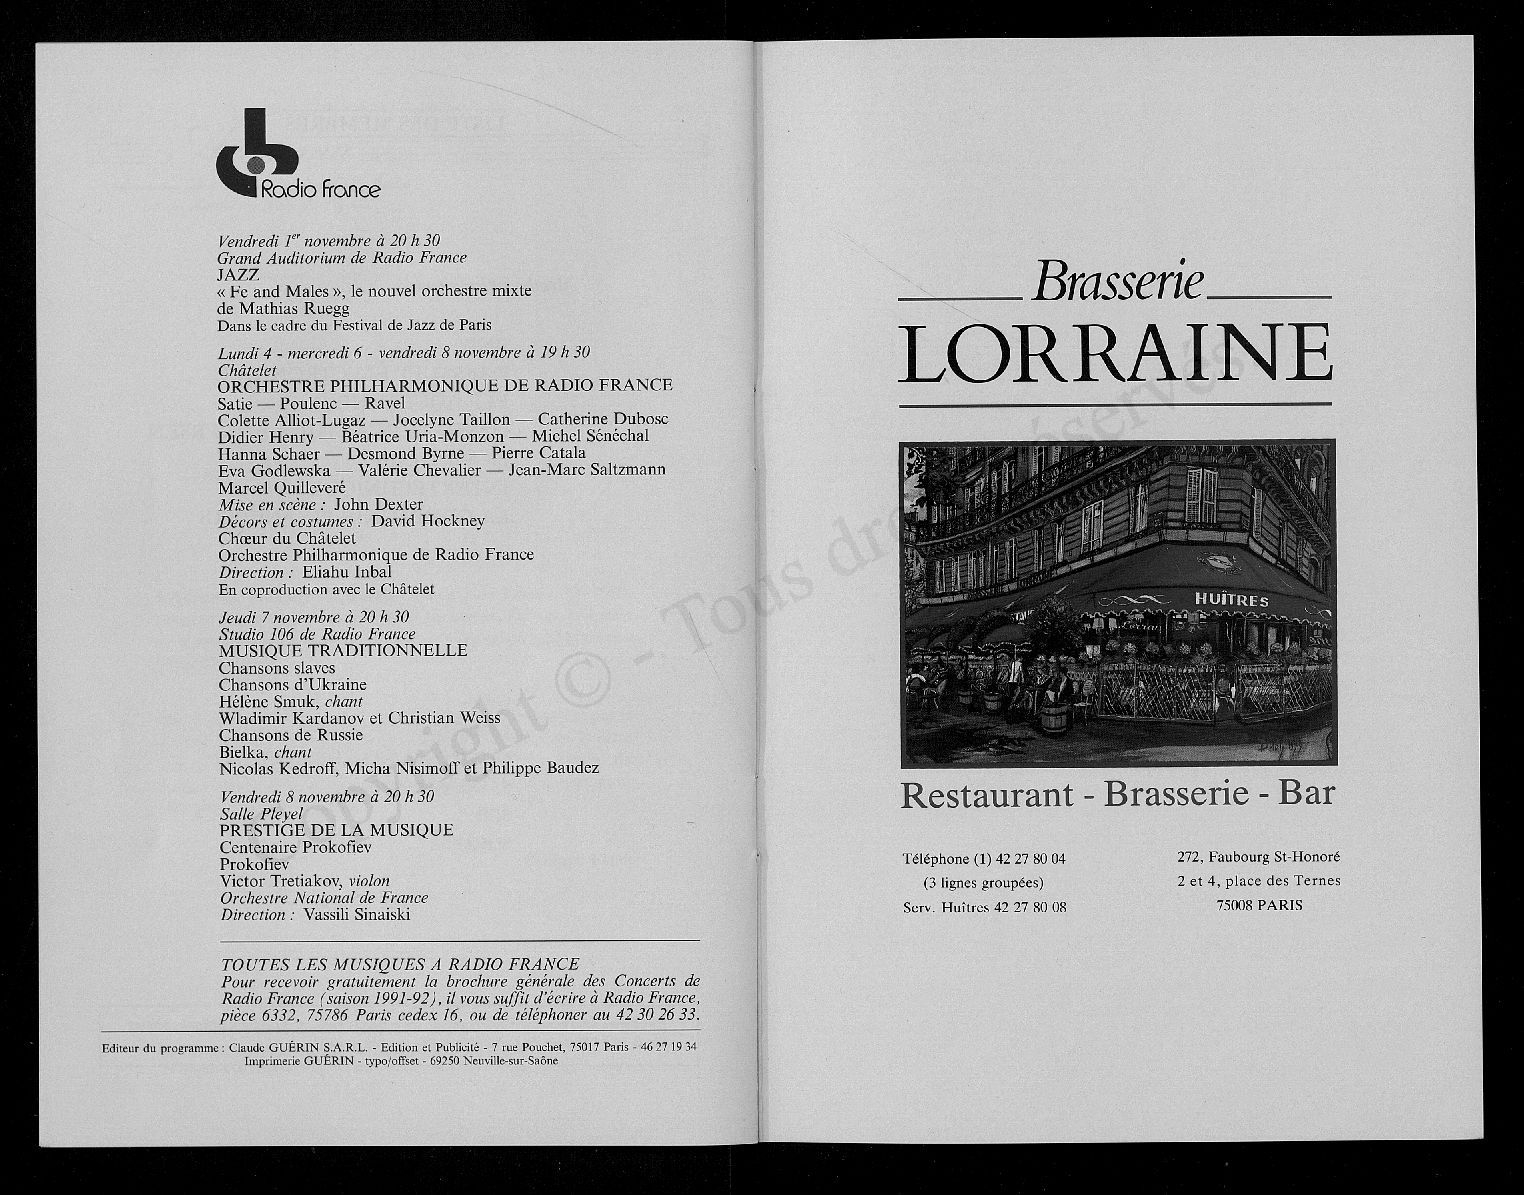 Radio france
Vendredi 1er novembre à 20 h 30
Grand Auditorium de Radio France
JAZZ
« Fe and Males », le nouvel orchestre mixte
de Mathias Ruegg
Dans le cadre du Festival de Jazz de Paris
Lundi 4 - mercredi 6 - vendredi 8 novembre à 19 h 30
Châtelet
ORCHESTRE PHILHARMONIQUE DE RADIO FRANCE
Satie — Poulenc — Ravel
Colette Alliot-Lugaz — Jocelyne Taillon — Catherine Dubosc
Didier Henry — Béatrice Uria-Monzon — Michel Sénéchal
Hanna Schaer — Desmond Byrne — Pierre Catala
Eva Godlewska — Valérie Chevalier — Jean-Marc Saltzmann
Marcel Quilleveré
Mise en scène : John Dexter
Décors et costumes : David Hockney
Chœur du Châtelet
Orchestre Philharmonique de Radio France
Direction : Eliahu Inbal
En coproduction avec le Châtelet
Jeudi 7 novembre à 20 h 30
Studio 106 de Radio France
MUSIQUE TRADITIONNELLE
Chansons slaves
Chansons d'Ukraine
Hélène Smuk, chant
Wladimir Kardanov et Christian Weiss
Chansons de Russie
Bielka, chant
Nicolas Kedroff, Micha Nisimoff et Philippe Baudez
Vendredi 8 novembre à 20 h 30
Salle Pleyel
PRESTIGE DE LA MUSIQUE
Centenaire Prokofiev
Prokofiev
Victor Tretiakov, violon
Orchestre National de France
Direction : Vassili Sinaiski
TOUTES LES MUSIQUES A RADIO FRANCE
Pour recevoir gratuitement la brochure générale des Concerts de
Radio France (saison 1991-92), il vous suffit d'écrire à Radio France,
pièce 6332, 75786 Paris cedex 16, ou de téléphoner au 42 30 26 33.
Editeur du programme : Claude GUÉRIN S.A.R.L. - Edition et Publicité - 7 rue Pouchet, 75017 Paris - 46 27 19 34
Imprimerie GUÉRIN - typo/offset - 69250 Neuville-sur-Saône
Copyright © - Tous droits réservés
Brasserie
LORRAINE
HUÎTRES
Lorraine
Restaurant - Brasserie - Bar
Téléphone (1) 42 27 80 04
(3 lignes groupées)
Serv. Huîtres 42 27 80 08
272, Faubourg St-Honoré
2 et 4, place des Ternes
75008 PARIS